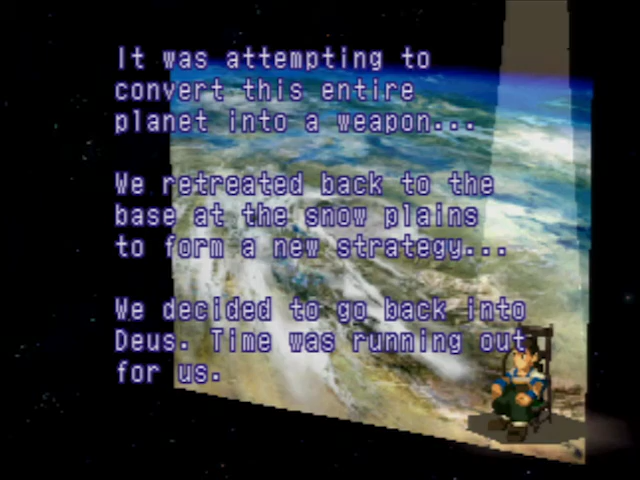 It was attempting to
convert this entire
planet into a weapon...
We retreated back to the
base at the snow plains
to form a new strategy...
We decided to go back into
Deus. Time was running out
for us.